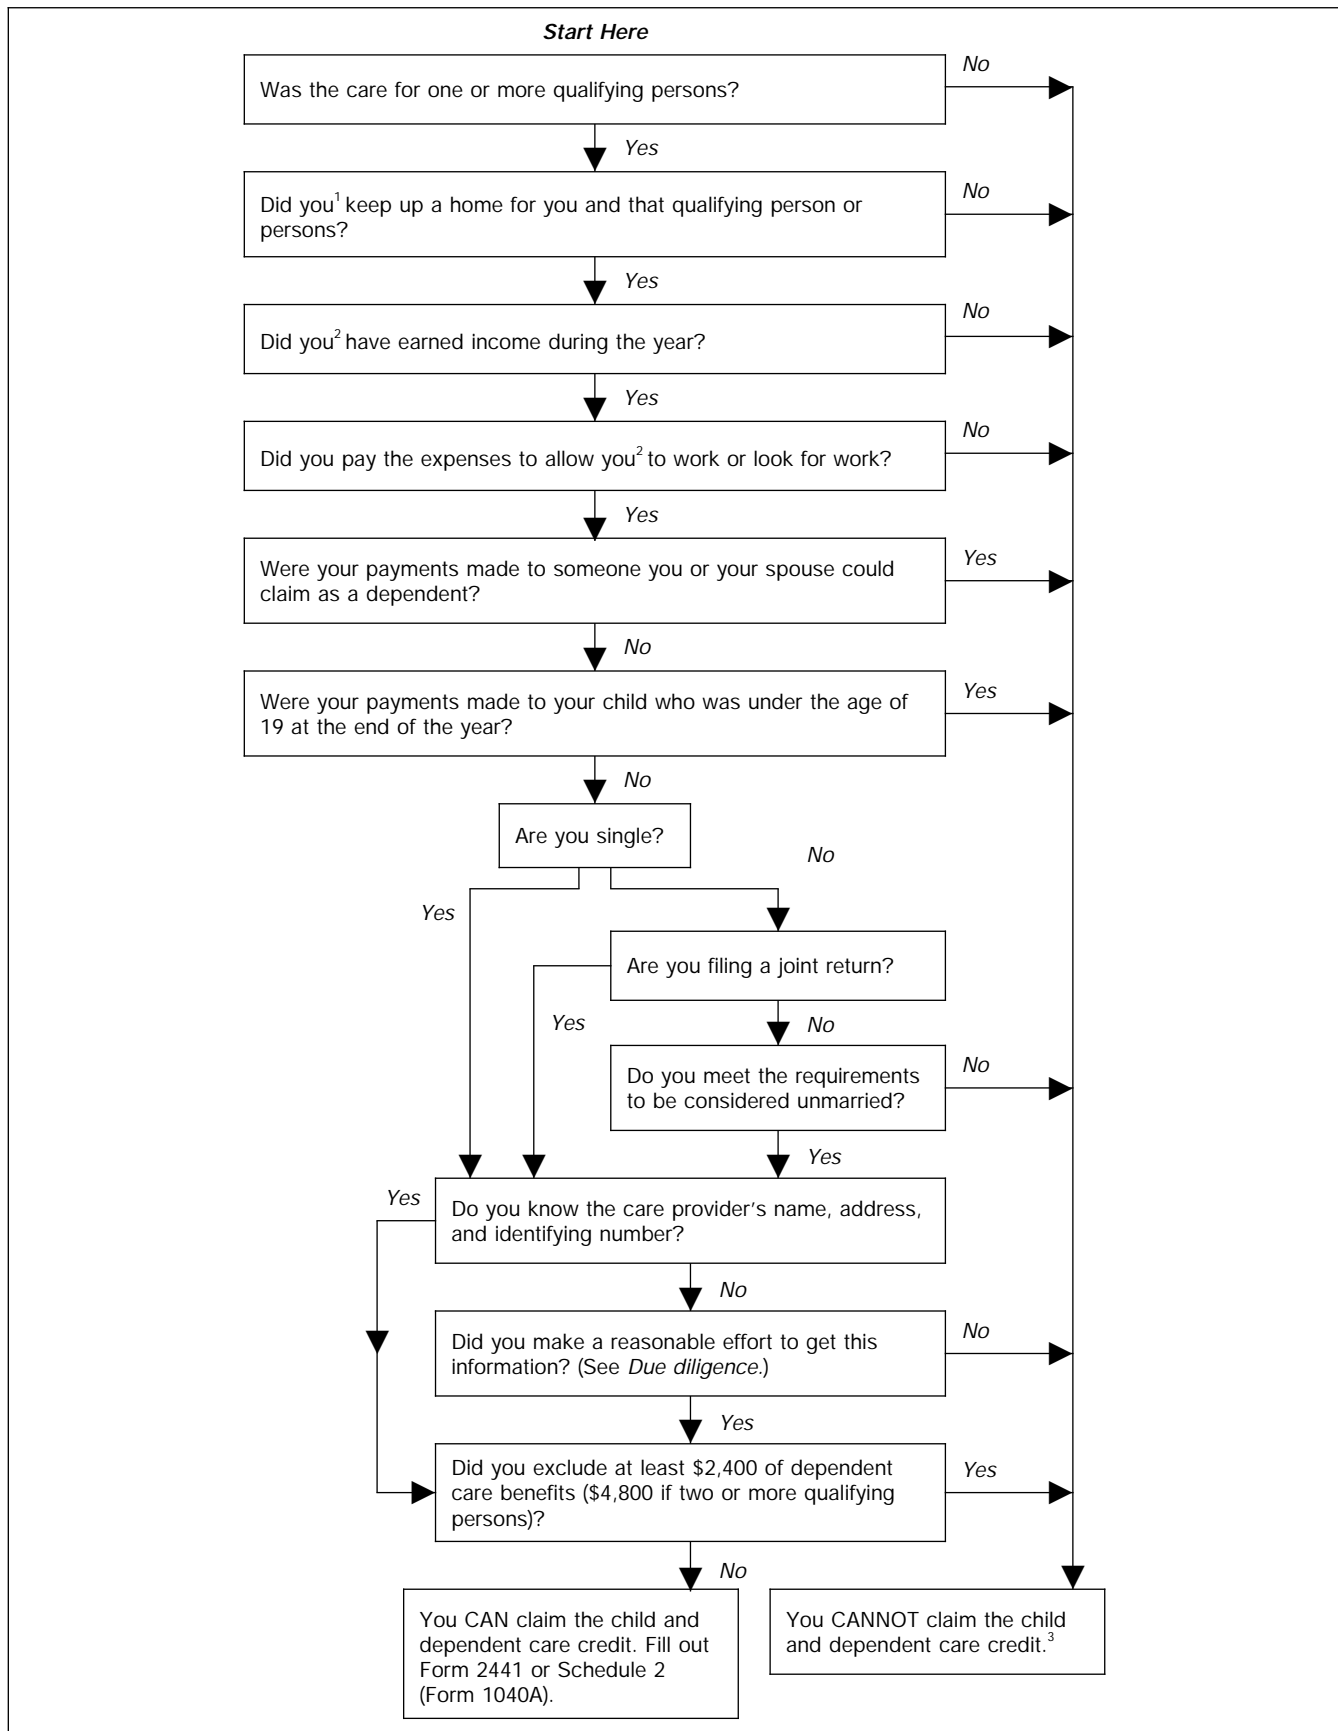 Start Here
Was the care for one or more qualifying persons?
No
Yes
Did you¹ keep up a home for you and that qualifying person or
persons?
No
Yes
Did you² have earned income during the year?
No
Yes
Did you pay the expenses to allow you² to work or look for work?
No
Yes
Were your payments made to someone you or your spouse could
claim as a dependent?
Yes
No
Were your payments made to your child who was under the age of
19 at the end of the year?
Yes
No
Are you single?
No
Yes
Are you filing a joint return?
Yes
No
Do you meet the requirements
to be considered unmarried?
No
Yes
Yes
Do you know the care provider's name, address,
and identifying number?
No
Did you make a reasonable effort to get this
information? (See Due diligence.)
No
Yes
Did you exclude at least $2,400 of dependent
care benefits ($4,800 if two or more qualifying
persons)?
Yes
No
You CAN claim the child and
dependent care credit. Fill out
Form 2441 or Schedule 2
(Form 1040A).
You CANNOT claim the child
and dependent care credit.³